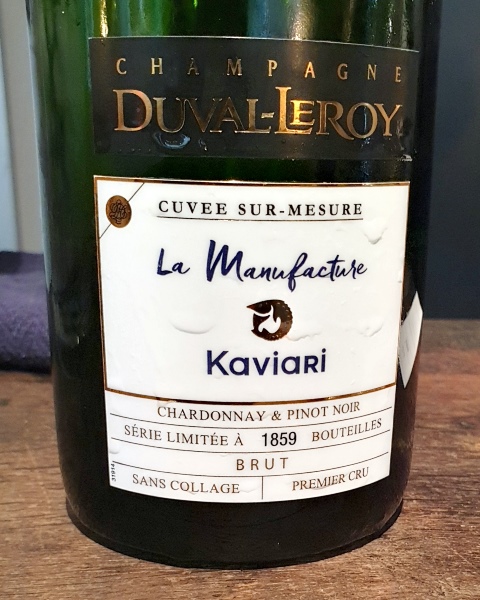 CHAMPAGNE
DUVAL-LEROY
CUVEE SUR-MESURE
La Manufacture
Kaviari
CHARDONNAY & PINOT NOIR
SÉRIE LIMITÉE À 1859 BOUTEILLES
BRUT
SANS COLLAGE PREMIER CRU
31914